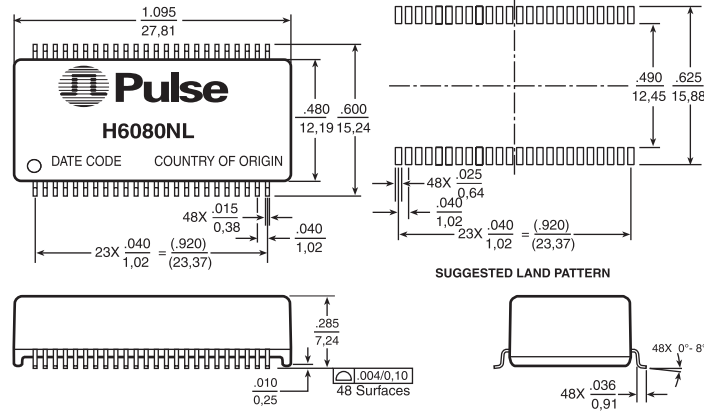 1.095
27,81
Pulse
H6080NL
DATE CODE COUNTRY OF ORIGIN
.480
12,19
.600
15,24
48X .015
0,38
.040
1,02
23X .040 = (.920)
1,02 (23,37)
.490
12,45
.625
15,88
48X .025
0,64
.040
1,02
23X .040 = (.920)
1,02 (23,37)
SUGGESTED LAND PATTERN
.285
7,24
.010
0,25
.004/0,10
48 Surfaces
48X 0°- 8°
48X .036
0,91